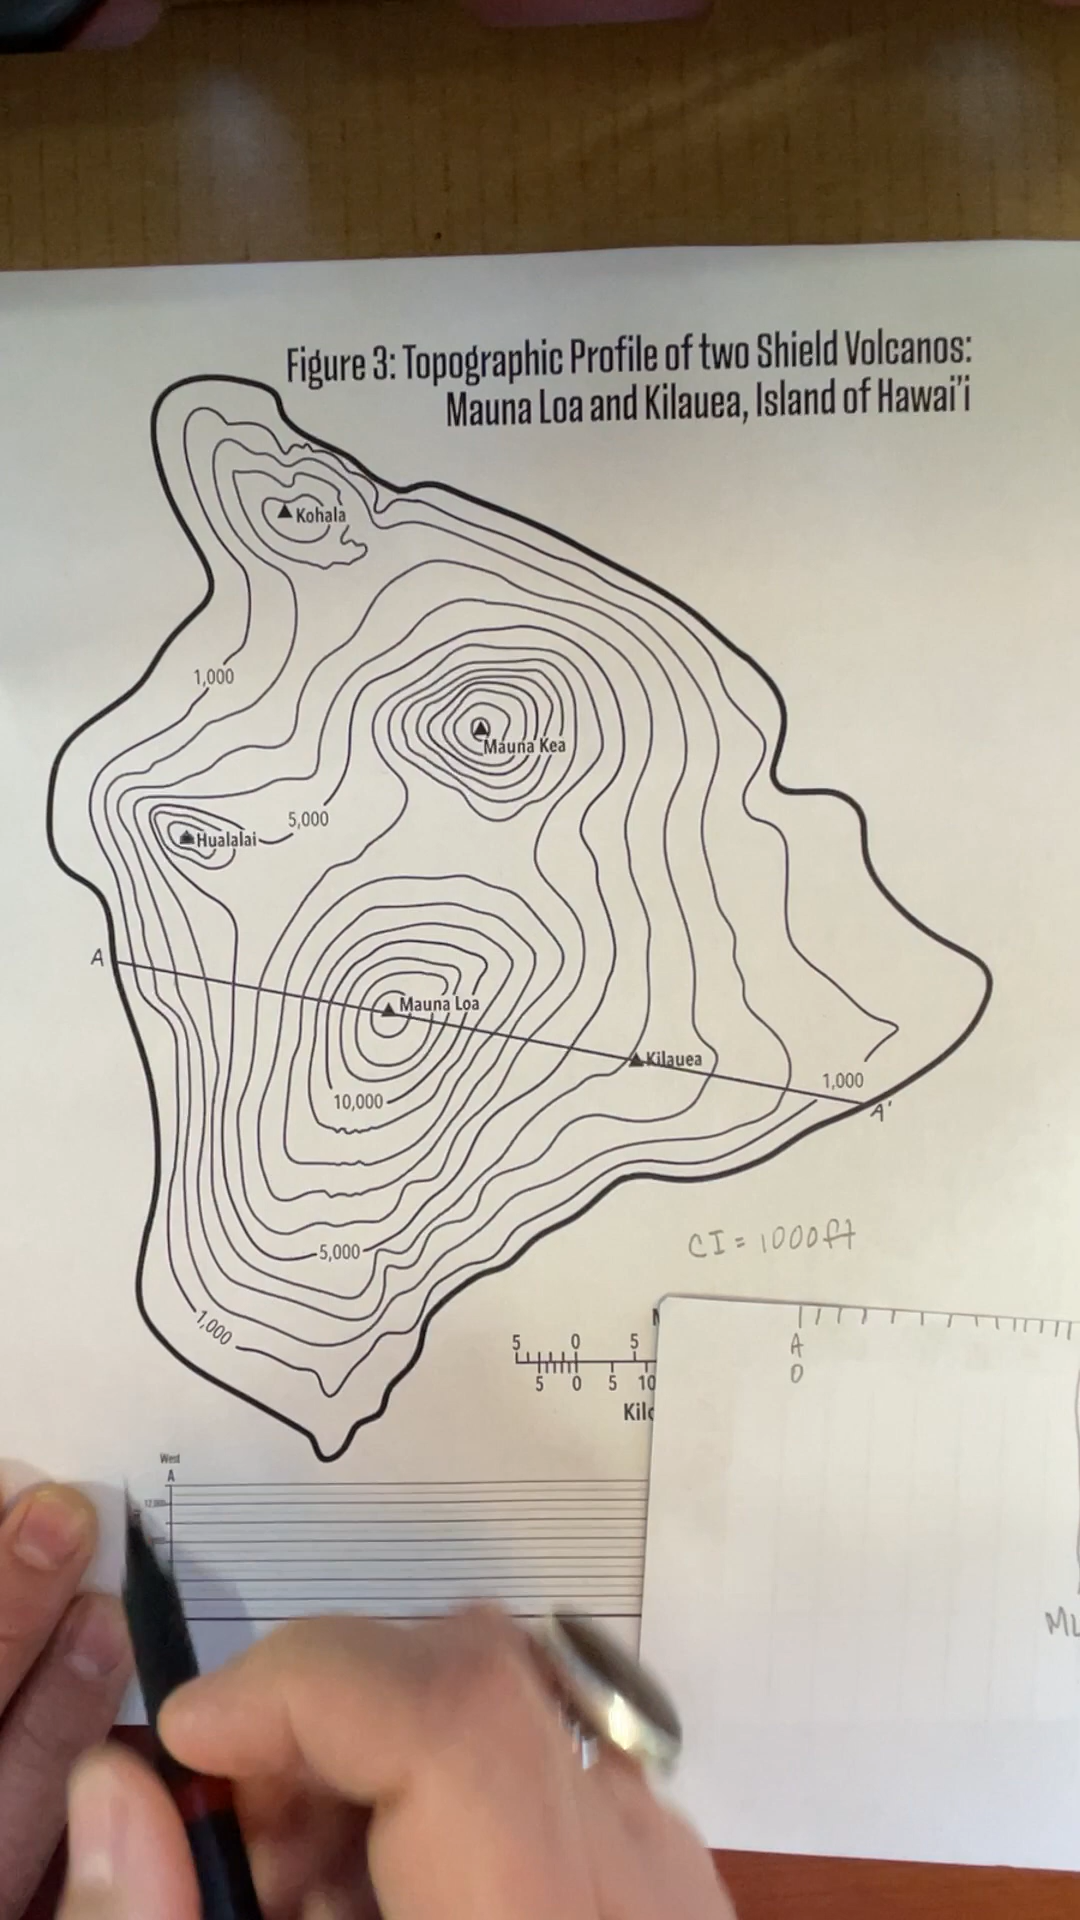 Figure 3: Topographic Profile of two Shield Volcanos:
Mauna Loa and Kilauea, Island of Hawai'i
Kohala
1,000
Mauna Kea
5,000
Hualalai
A
Mauna Loa
Kilauea
1,000
10,000
A'
CI = 1000ft
5,000
1,000
5 0 5
5 0 5 10
A
0
West
A
12,000